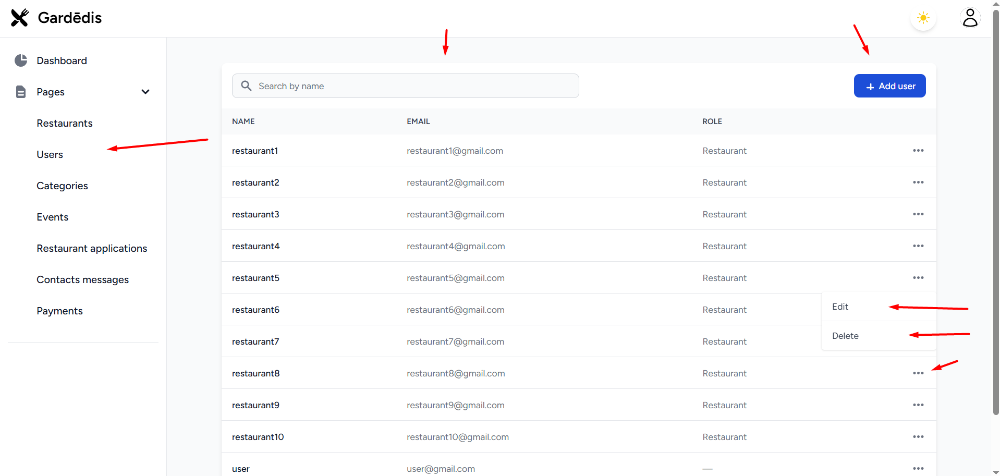 Gardēdis
Dashboard
Pages
Restaurants
Users
Categories
Events
Restaurant applications
Contacts messages
Payments
Search by name
+ Add user
NAME EMAIL ROLE
restaurant1 restaurant1@gmail.com Restaurant
restaurant2 restaurant2@gmail.com Restaurant
restaurant3 restaurant3@gmail.com Restaurant
restaurant4 restaurant4@gmail.com Restaurant
restaurant5 restaurant5@gmail.com Restaurant
restaurant6 restaurant6@gmail.com Restaurant
Edit
restaurant7 restaurant7@gmail.com Restaurant
Delete
restaurant8 restaurant8@gmail.com Restaurant
restaurant9 restaurant9@gmail.com Restaurant
restaurant10 restaurant10@gmail.com Restaurant
user user@gmail.com —